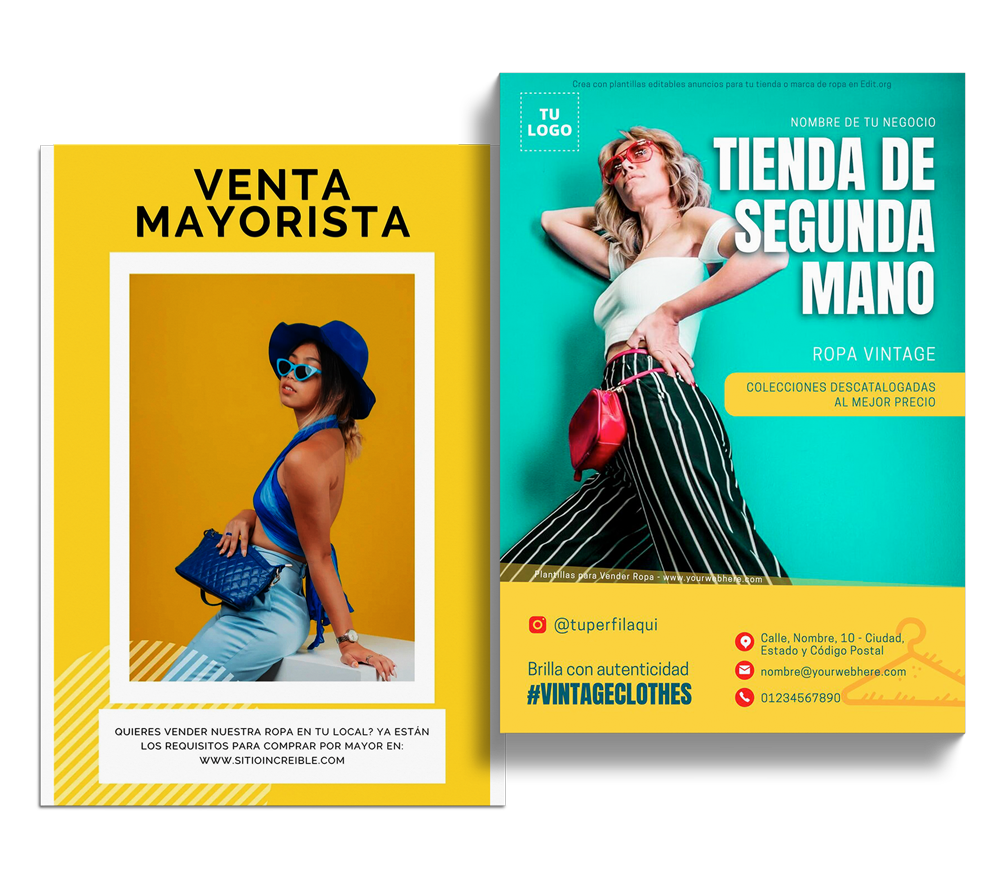 VENTA
MAYORISTA
QUIERES VENDER NUESTRA ROPA EN TU LOCAL? YA ESTÁN
LOS REQUISITOS PARA COMPRAR POR MAYOR EN:
WWW.SITIOINCREIBLE.COM
Crea con plantillas editables anuncios para tu tienda o marca de ropa en Edit.org
TU
LOGO
NOMBRE DE TU NEGOCIO
TIENDA DE
SEGUNDA
MANO
ROPA VINTAGE
COLECCIONES DESCATALOGADAS
AL MEJOR PRECIO
Plantillas para Vender Ropa - www.yourwebhere.com
@tuperfilaqui
Brilla con autenticidad
#VINTAGECLOTHES
Calle, Nombre, 10 - Ciudad,
Estado y Código Postal
nombre@yourwebhere.com
01234567890